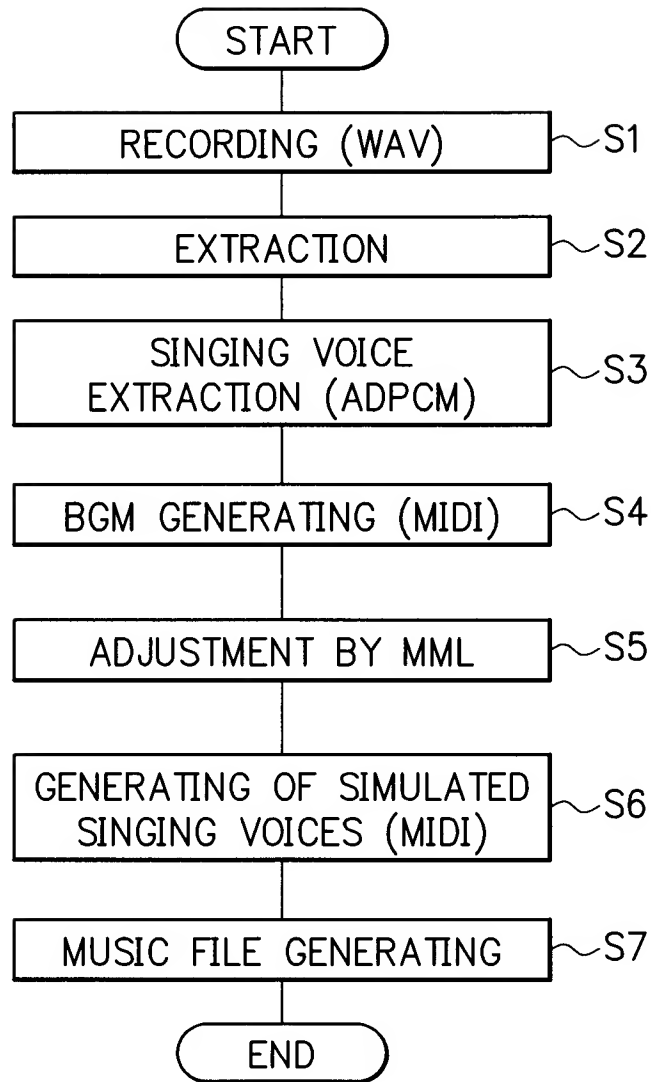 START
RECORDING (WAV)
S1
EXTRACTION
S2
SINGING VOICE
EXTRACTION (ADPCM)
S3
BGM GENERATING (MIDI)
S4
ADJUSTMENT BY MML
S5
GENERATING OF SIMULATED
SINGING VOICES (MIDI)
S6
MUSIC FILE GENERATING
S7
END